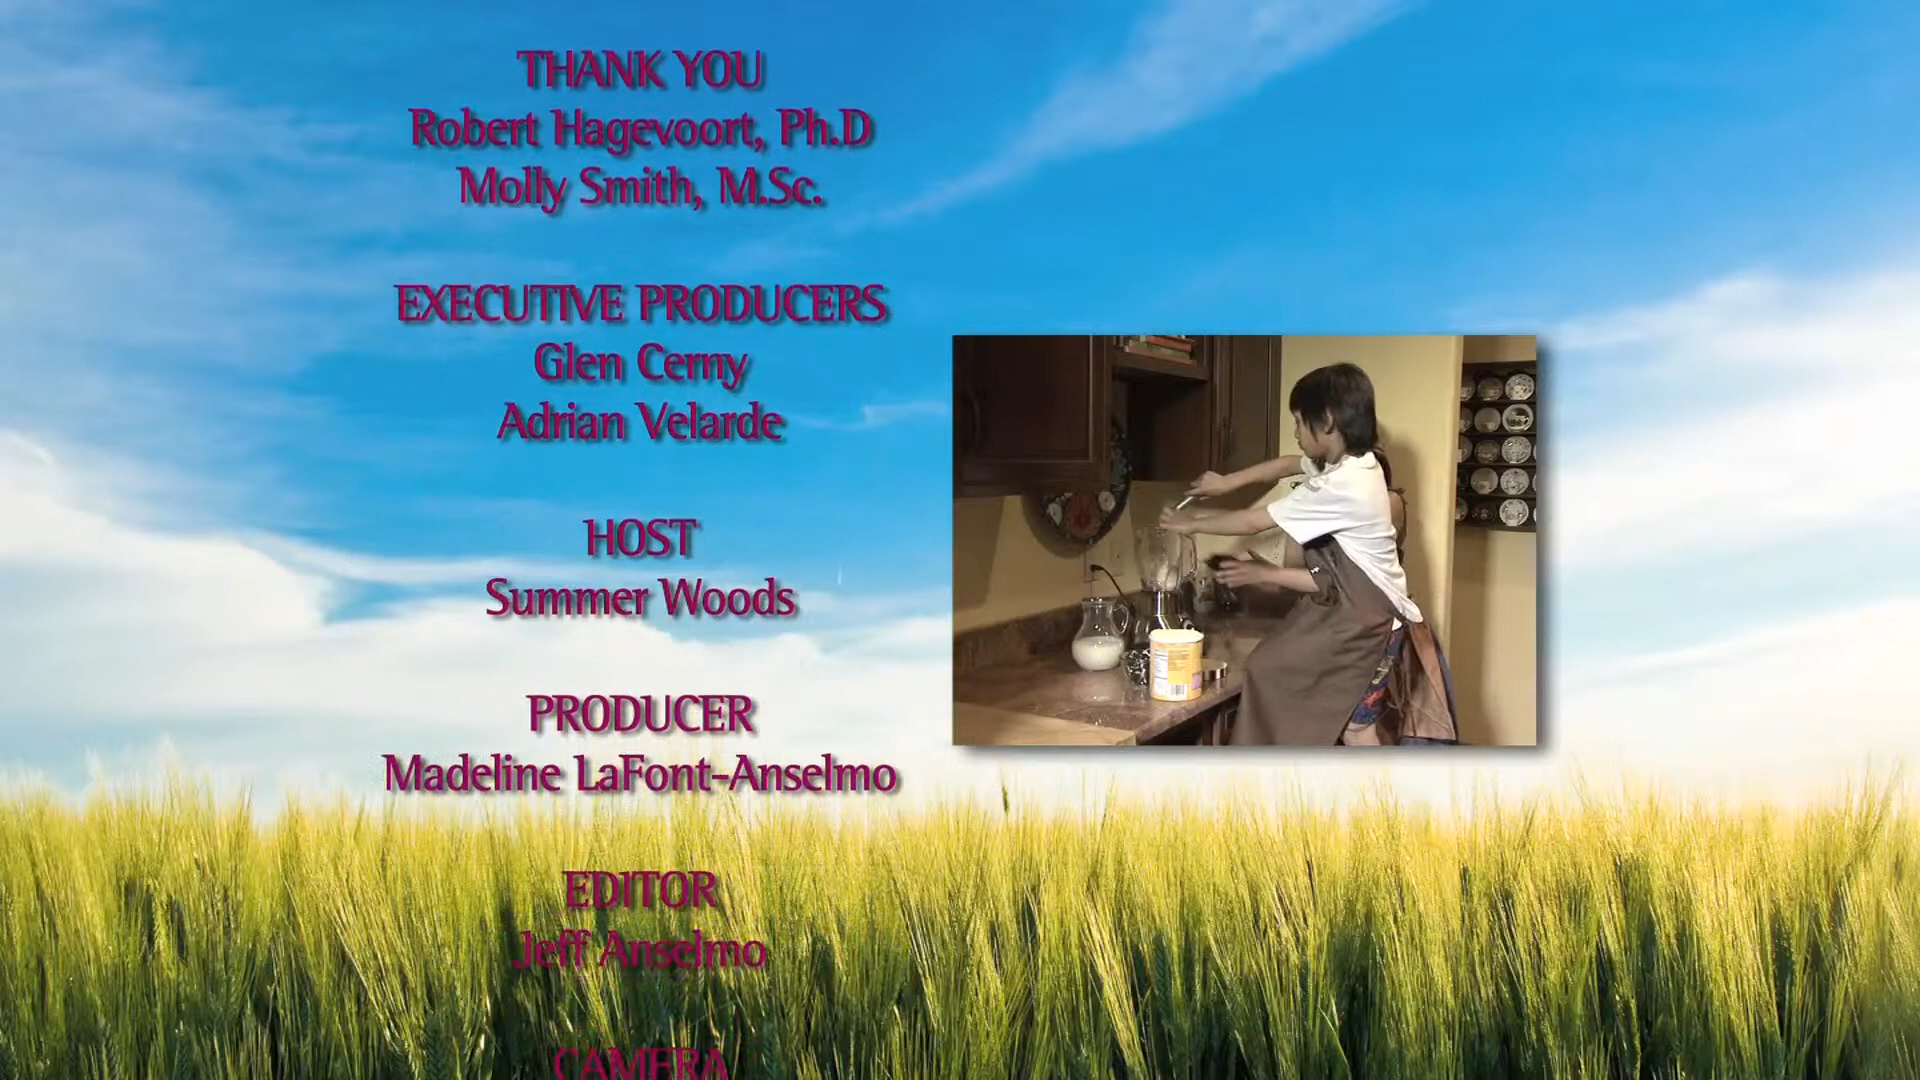 THANK YOU
Robert Hagevoort, Ph.D
Molly Smith, M.Sc.
EXECUTIVE PRODUCERS
Glen Cerny
Adrian Velarde
HOST
Summer Woods
PRODUCER
Madeline LaFont-Anselmo
EDITOR
Jeff Anselmo
CAMERA